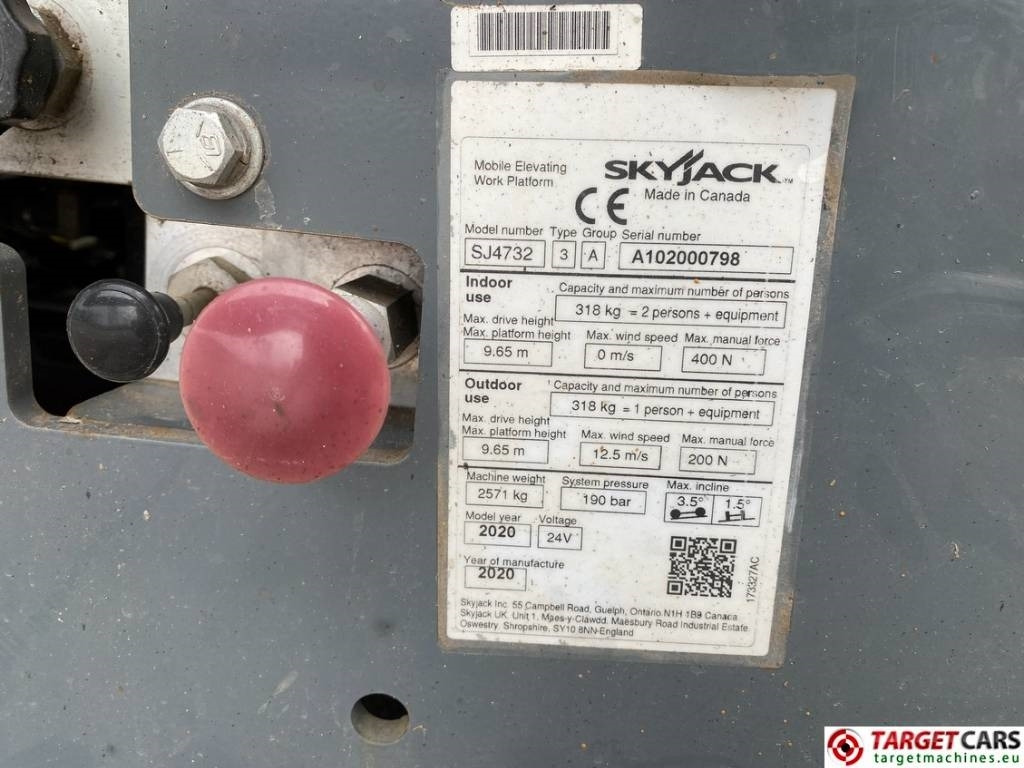 Mobile Elevating
Work Platform
SKYJACK™
Made in Canada
CE
Model number Type Group Serial number
SJ4732 3 A A102000798
Indoor
use
Capacity and maximum number of persons
318 kg = 2 persons + equipment
Max. drive height
Max. platform height Max. wind speed Max. manual force
9.65 m 0 m/s 400 N
Outdoor
use
Capacity and maximum number of persons
318 kg = 1 person + equipment
Max. drive height
Max. platform height Max. wind speed Max. manual force
9.65 m 12.5 m/s 200 N
Machine weight System pressure Max. incline
2571 kg 190 bar 3.5° 1.5°
Model year Voltage
2020 24V
Year of manufacture
2020
173327AC
Skyjack Inc. 55 Campbell Road, Guelph, Ontario N1H 1B9 Canada
Skyjack UK, Unit 1, Maes-y-Clawdd, Maesbury Road Industrial Estate
Oswestry, Shropshire, SY10 8NN-England
TARGETCARS
targetmachines.eu